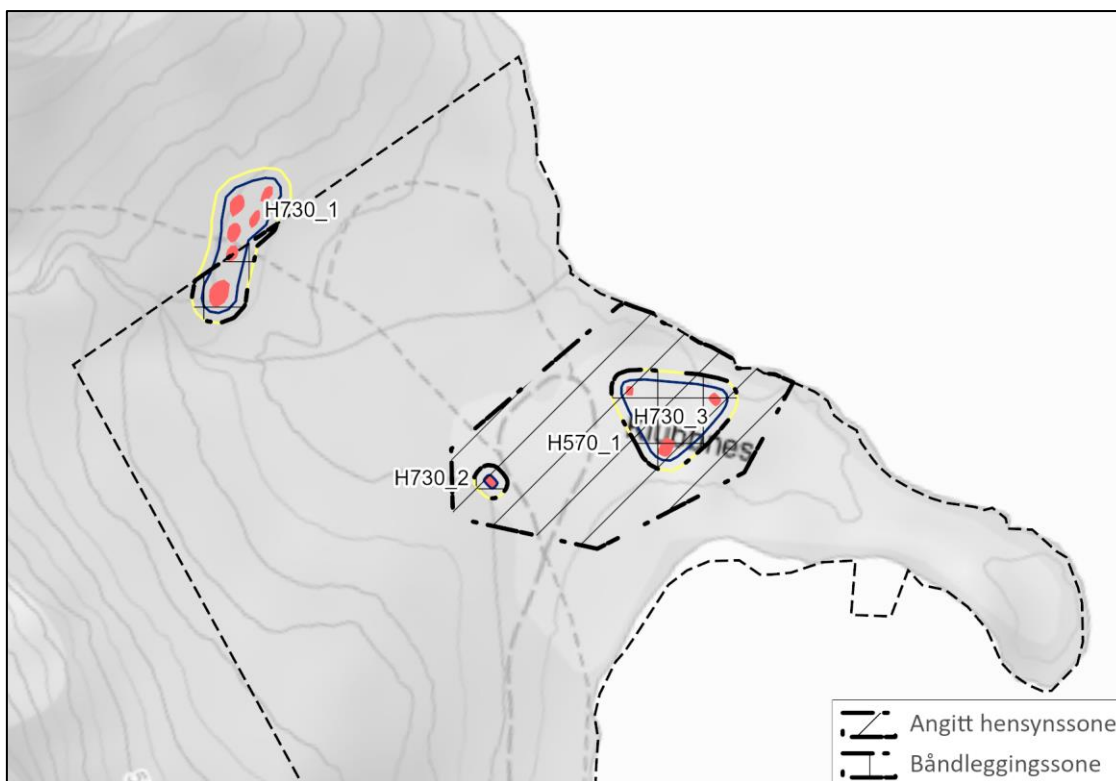 H730_1
H730_3
H570_1
H730_2
Angitt hensynssone
Båndleggingssone